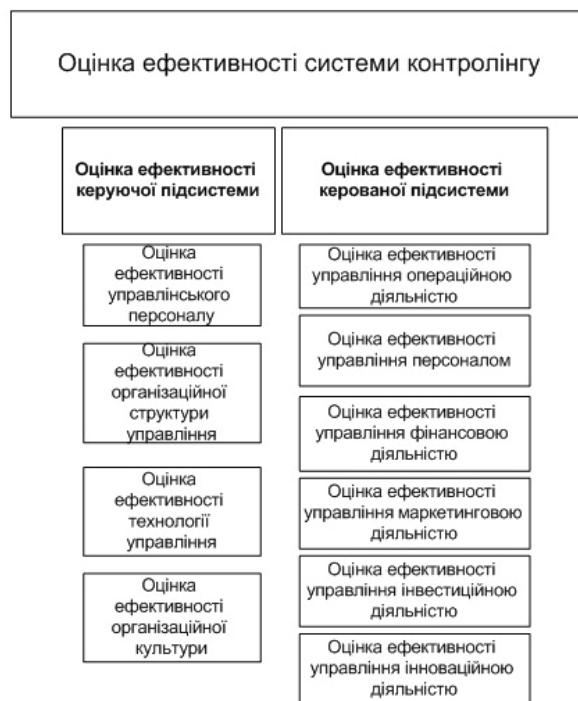 Оцінка ефективності системи контролінгу
Оцінка ефективності
керуючої підсистеми
Оцінка
ефективності
управлінського
персоналу
Оцінка
ефективності
організаційної
структури
управління
Оцінка
ефективності
технології
управління
Оцінка
ефективності
організаційної
культури
Оцінка ефективності
керованої підсистеми
Оцінка ефективності
управління операційною
діяльністю
Оцінка ефективності
управління персоналом
Оцінка ефективності
управління фінансовою
діяльністю
Оцінка ефективності
управління маркетинговою
діяльністю
Оцінка ефективності
управління інвестиційною
діяльністю
Оцінка ефективності
управління інноваційною
діяльністю